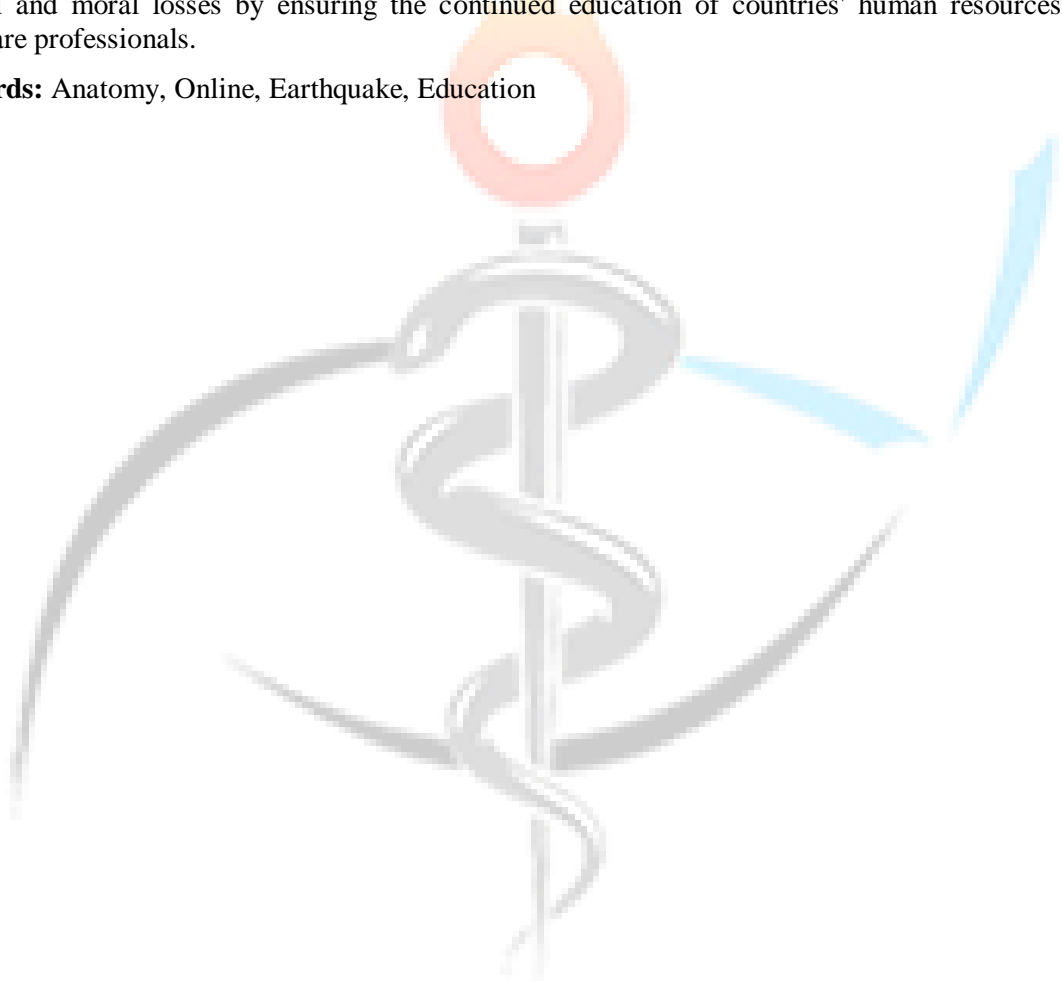 and moral losses by ensuring the continued education of countries' human resources
are professionals.
rds: Anatomy, Online, Earthquake, Education